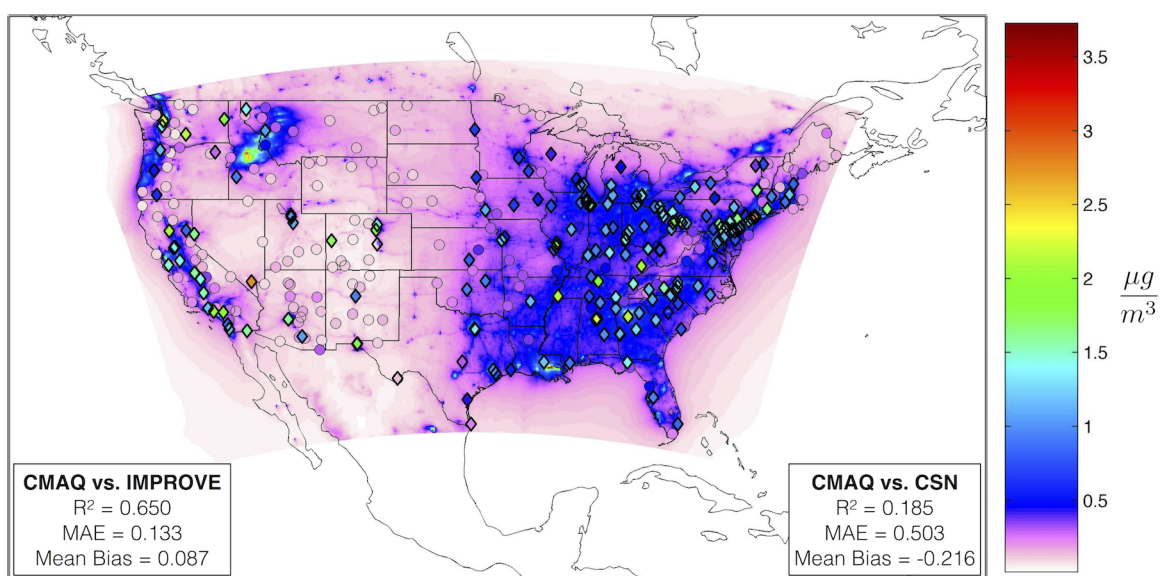 CMAQ vs. IMPROVE
R² = 0.650
MAE = 0.133
Mean Bias = 0.087
CMAQ vs. CSN
R² = 0.185
MAE = 0.503
Mean Bias = -0.216
3.5
3
2.5
2
1.5
1
0.5
μg
m³